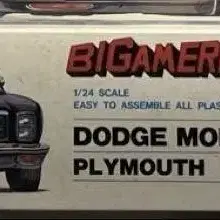 BIGAMER
1/24 SCALE
EASY TO ASSEMBLE ALL PLAS
DODGE MO
PLYMOUTH